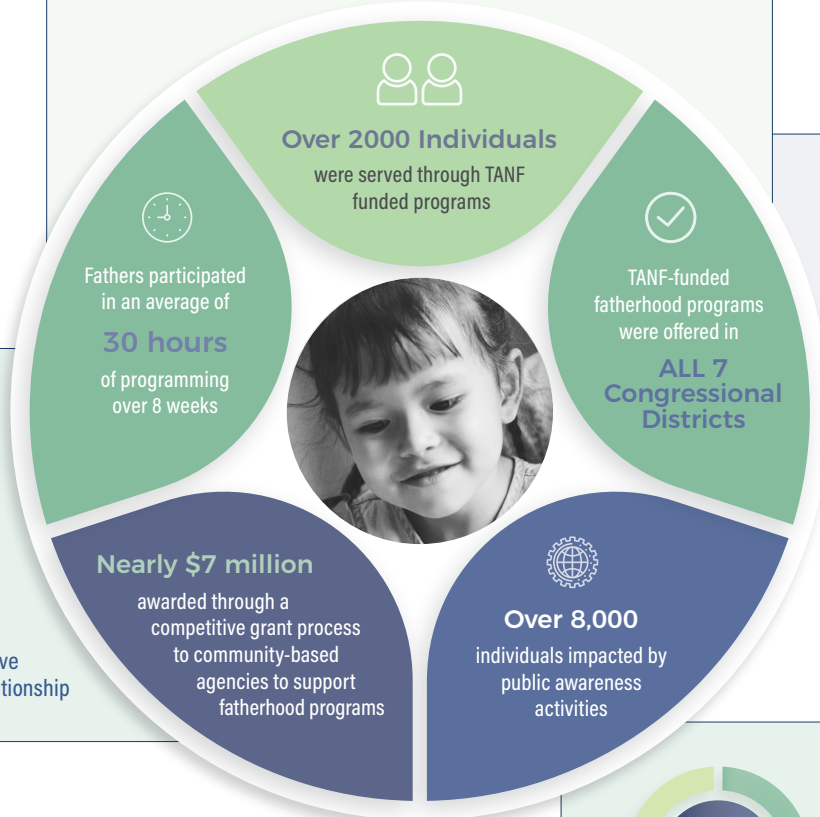 Over 2000 Individuals
were served through TANF
funded programs
Fathers participated
in an average of
30 hours
of programming
over 8 weeks
TANF-funded
fatherhood programs
were offered in
ALL 7
Congressional
Districts
Nearly $7 million
awarded through a
competitive grant process
to community-based
agencies to support
fatherhood programs
Over 8,000
individuals impacted by
public awareness
activities
ve
tionship